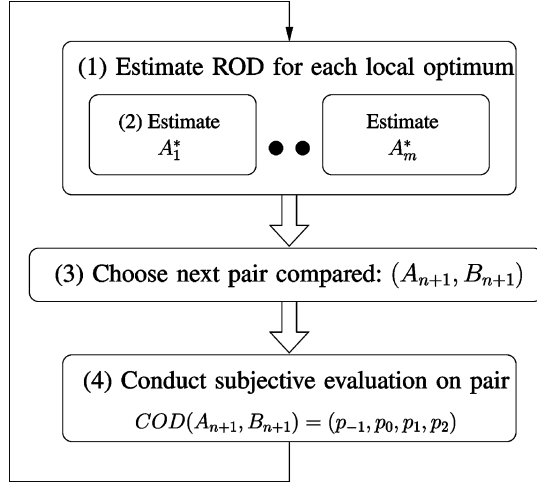 (1) Estimate ROD for each local optimum
(2) Estimate
A*₁
Estimate
A*ₘ
(3) Choose next pair compared: (Aₙ₊₁, Bₙ₊₁)
(4) Conduct subjective evaluation on pair
COD(Aₙ₊₁, Bₙ₊₁) = (p₋₁, p₀, p₁, p₂)